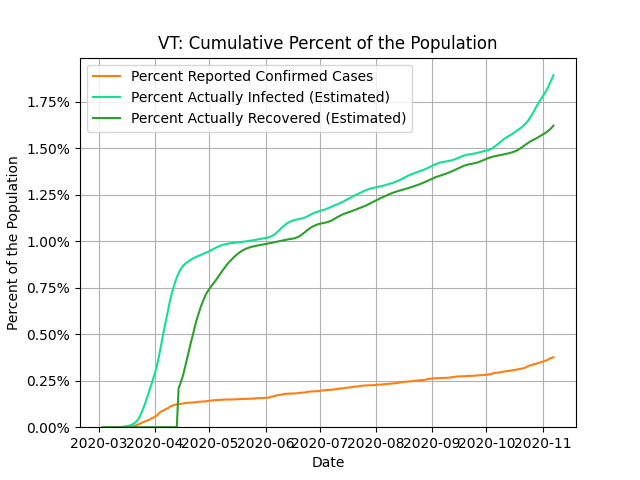 VT: Cumulative Percent of the Population
Percent Reported Confirmed Cases
Percent Actually Infected (Estimated)
Percent Actually Recovered (Estimated)
Percent of the Population
1.75%
1.50%
1.25%
1.00%
0.75%
0.50%
0.25%
0.00%
2020-03 2020-04 2020-05 2020-06 2020-07 2020-08 2020-09 2020-10 2020-11
Date